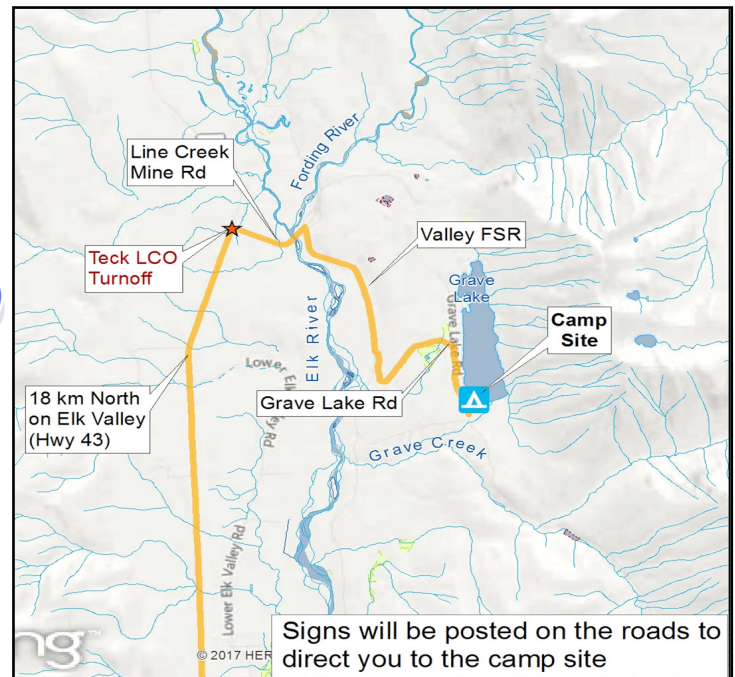 Line Creek
Mine Rd
Fording River
Teck LCO
Turnoff
Valley FSR
Grave
Lake
Grave Lake Rd
Camp
Site
Elk River
Lower Elk Valley Rd
18 km North
on Elk Valley
(Hwy 43)
Grave Lake Rd
Grave Creek
Lower Elk Valley Rd
Signs will be posted on the roads to
direct you to the camp site
ng™
© 2017 HER